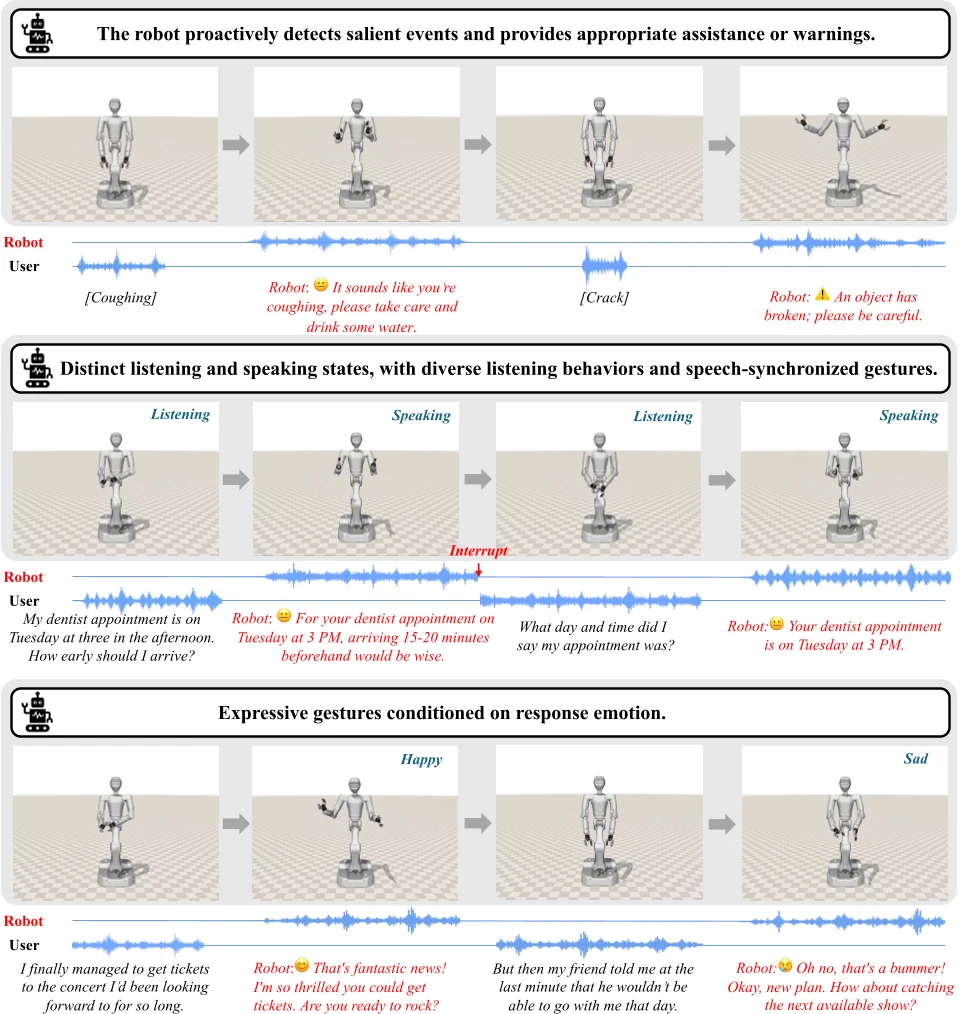 The robot proactively detects salient events and provides appropriate assistance or warnings.
Robot
User
[Coughing]
Robot: 😐 It sounds like you're
coughing, please take care and
drink some water.
[Crack]
Robot: ⚠️ An object has
broken; please be careful.
Distinct listening and speaking states, with diverse listening behaviors and speech-synchronized gestures.
Listening
Speaking
Listening
Speaking
Interrupt
Robot
User
My dentist appointment is on
Tuesday at three in the afternoon.
How early should I arrive?
Robot: 😐 For your dentist appointment on
Tuesday at 3 PM, arriving 15-20 minutes
beforehand would be wise.
What day and time did I
say my appointment was?
Robot:😐 Your dentist appointment
is on Tuesday at 3 PM.
Expressive gestures conditioned on response emotion.
Happy
Sad
Robot
User
I finally managed to get tickets
to the concert I'd been looking
forward to for so long.
Robot:😊 That's fantastic news!
I'm so thrilled you could get
tickets. Are you ready to rock?
But then my friend told me at the
last minute that he wouldn't be
able to go with me that day.
Robot:😢 Oh no, that's a bummer!
Okay, new plan. How about catching
the next available show?